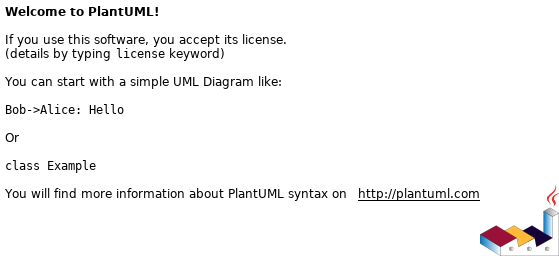 Welcome to PlantUML!
If you use this software, you accept its license.
(details by typing license keyword)
You can start with a simple UML Diagram like:
Bob->Alice: Hello
Or
class Example
You will find more information about PlantUML syntax on http://plantuml.com